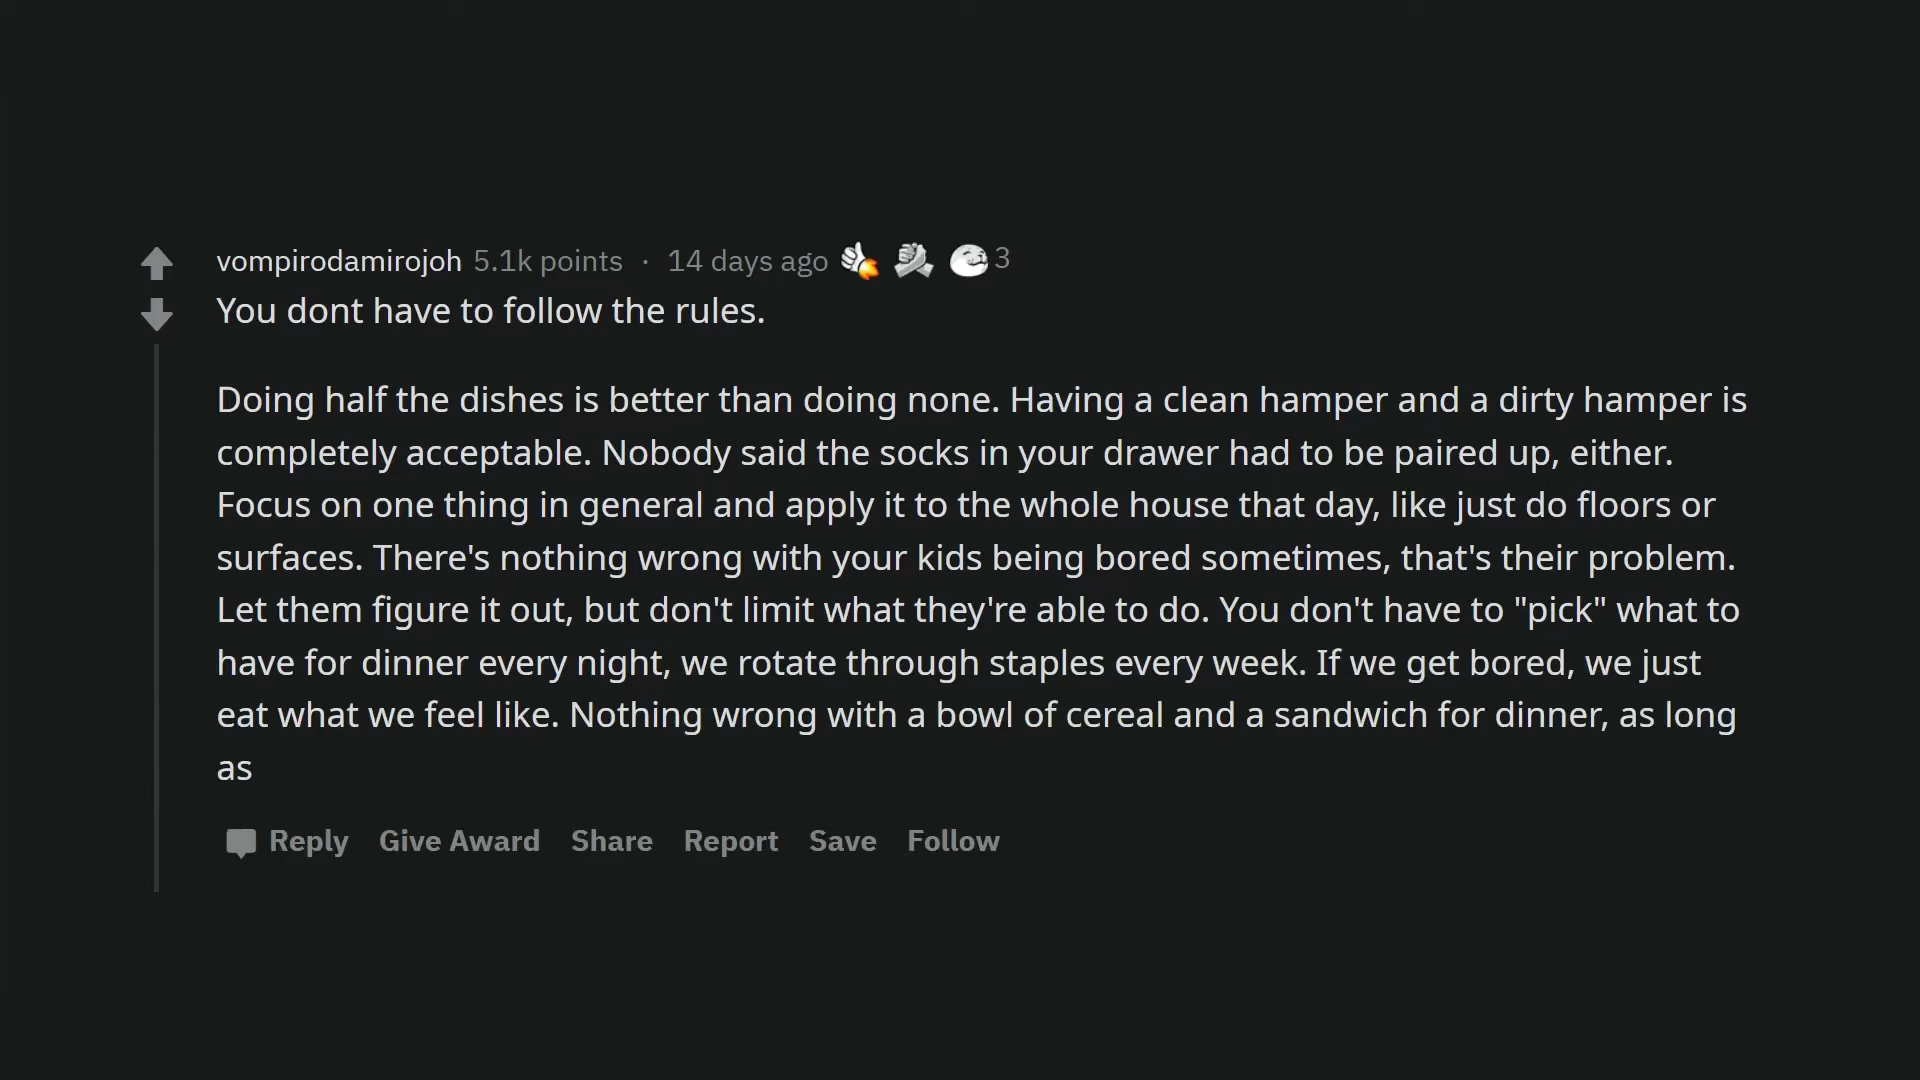 vompirodamirojoh 5.1k points · 14 days ago 3
You dont have to follow the rules.
Doing half the dishes is better than doing none. Having a clean hamper and a dirty hamper is
completely acceptable. Nobody said the socks in your drawer had to be paired up, either.
Focus on one thing in general and apply it to the whole house that day, like just do floors or
surfaces. There's nothing wrong with your kids being bored sometimes, that's their problem.
Let them figure it out, but don't limit what they're able to do. You don't have to "pick" what to
have for dinner every night, we rotate through staples every week. If we get bored, we just
eat what we feel like. Nothing wrong with a bowl of cereal and a sandwich for dinner, as long
as
Reply Give Award Share Report Save Follow